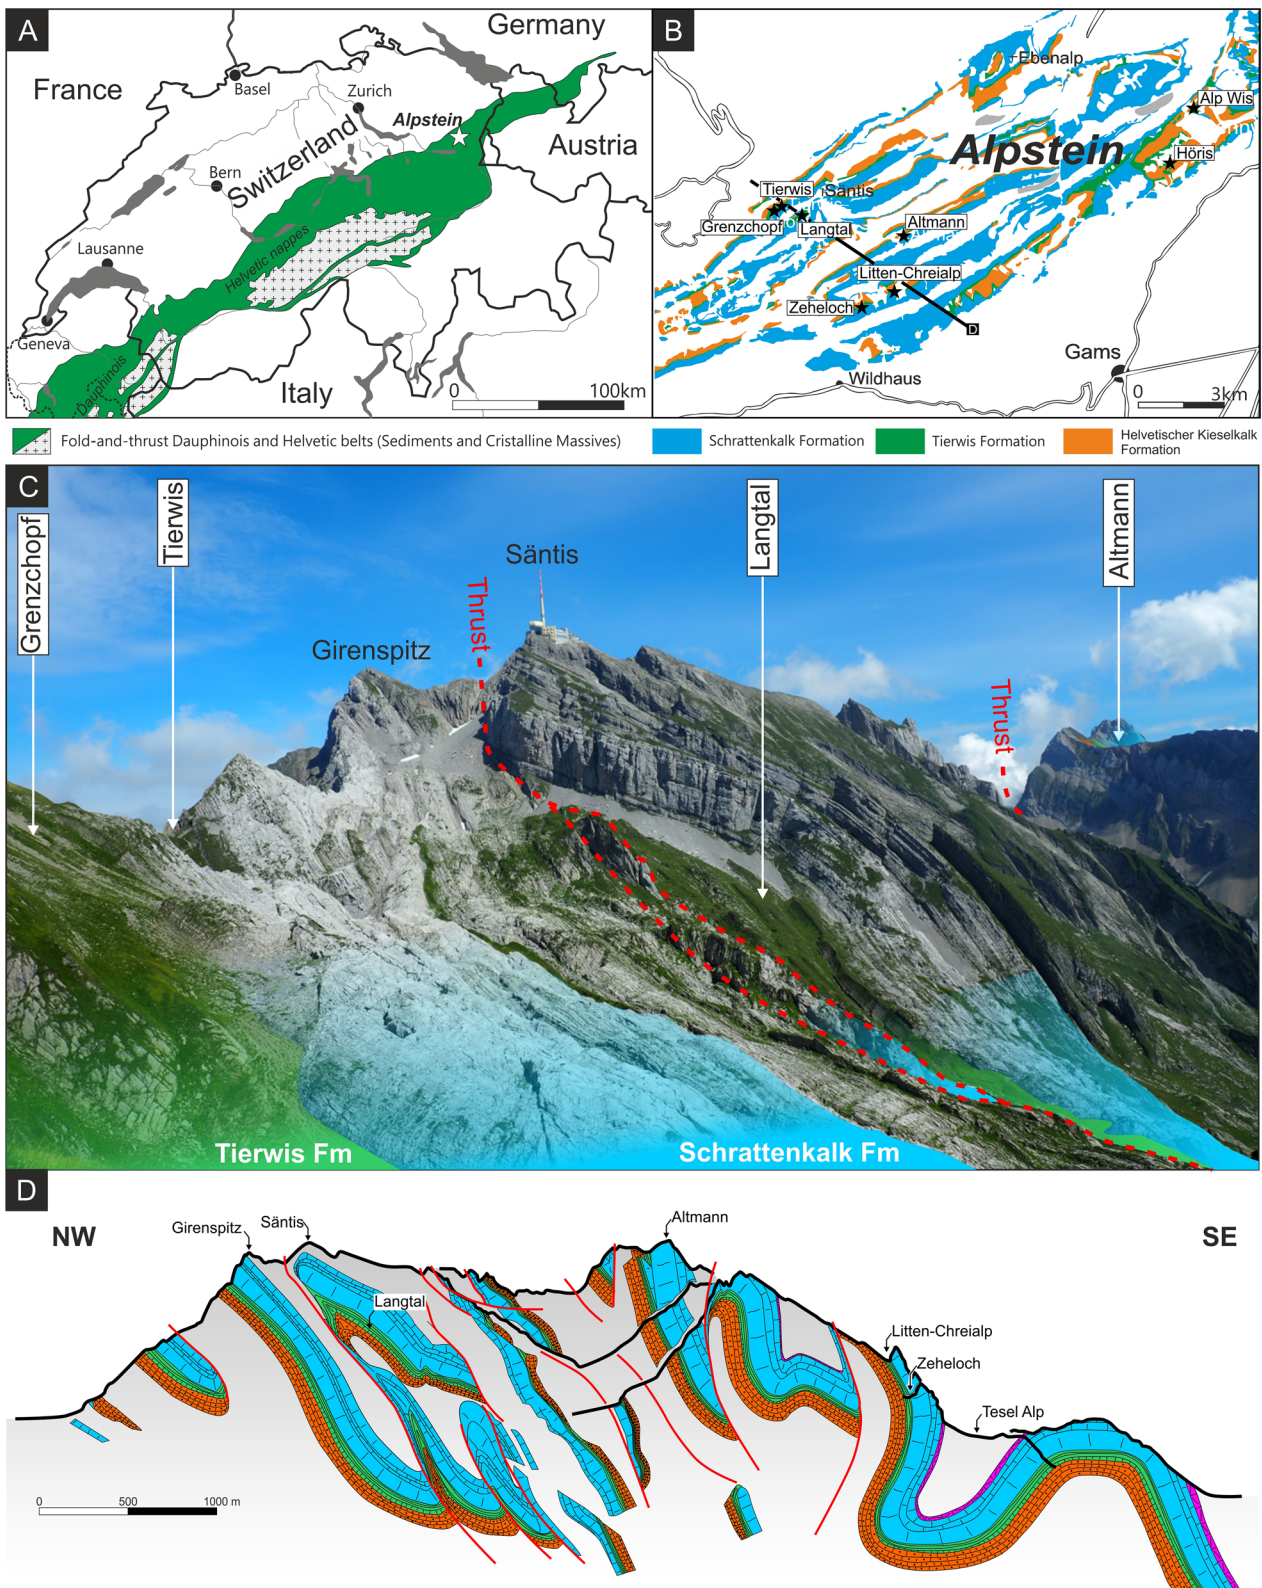 A
Germany
France
Basel
Zurich
Alpstein
Austria
Switzerland
Bern
Helvetic nappes
Lausanne
Geneva
Dauphinois
Italy
0 100km
B
Ebenalp
Alp Wis
Alpstein
Höris
Tierwis
Säntis
Grenzchopf
Langtal
Altmann
Litten-Chreialp
Zeheloch
D
Gams
Wildhaus
0 3km
Fold-and-thrust Dauphinois and Helvetic belts (Sediments and Cristalline Massives)
Schrattenkalk Formation
Tierwis Formation
Helvetischer Kieselkalk
Formation
C
Grenzchopf
Tierwis
Girenspitz
Thrust
Säntis
Langtal
Thrust
Altmann
Tierwis Fm
Schrattenkalk Fm
D
NW
SE
Girenspitz
Säntis
Altmann
Langtal
Litten-Chreialp
Zeheloch
Tesel Alp
0 500 1000 m